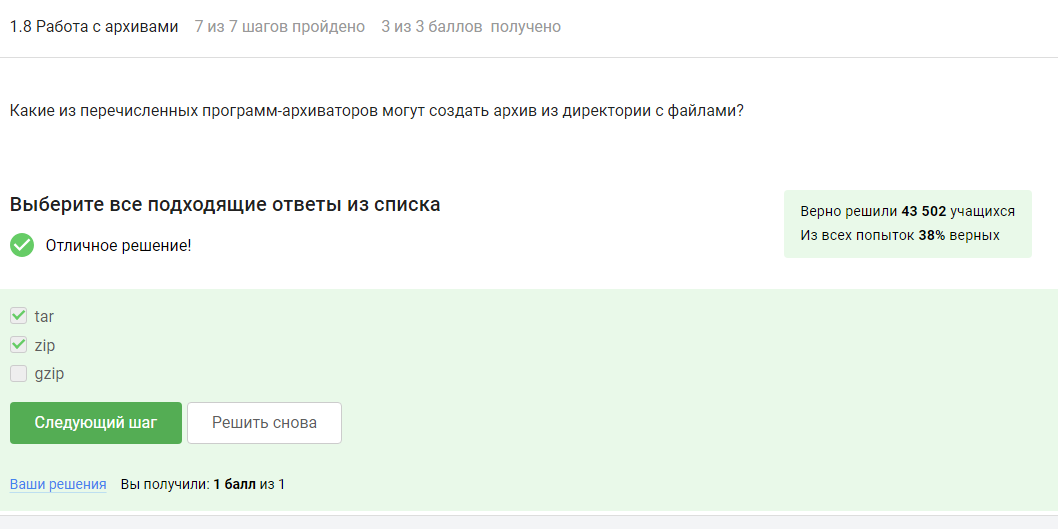 1.8 Работа с архивами 7 из 7 шагов пройдено 3 из 3 баллов получено
Какие из перечисленных программ-архиваторов могут создать архив из директории с файлами?
Выберите все подходящие ответы из списка
Отличное решение!
Верно решили 43 502 учащихся
Из всех попыток 38% верных
tar
zip
gzip
Следующий шаг
Решить снова
Ваши решения Вы получили: 1 балл из 1